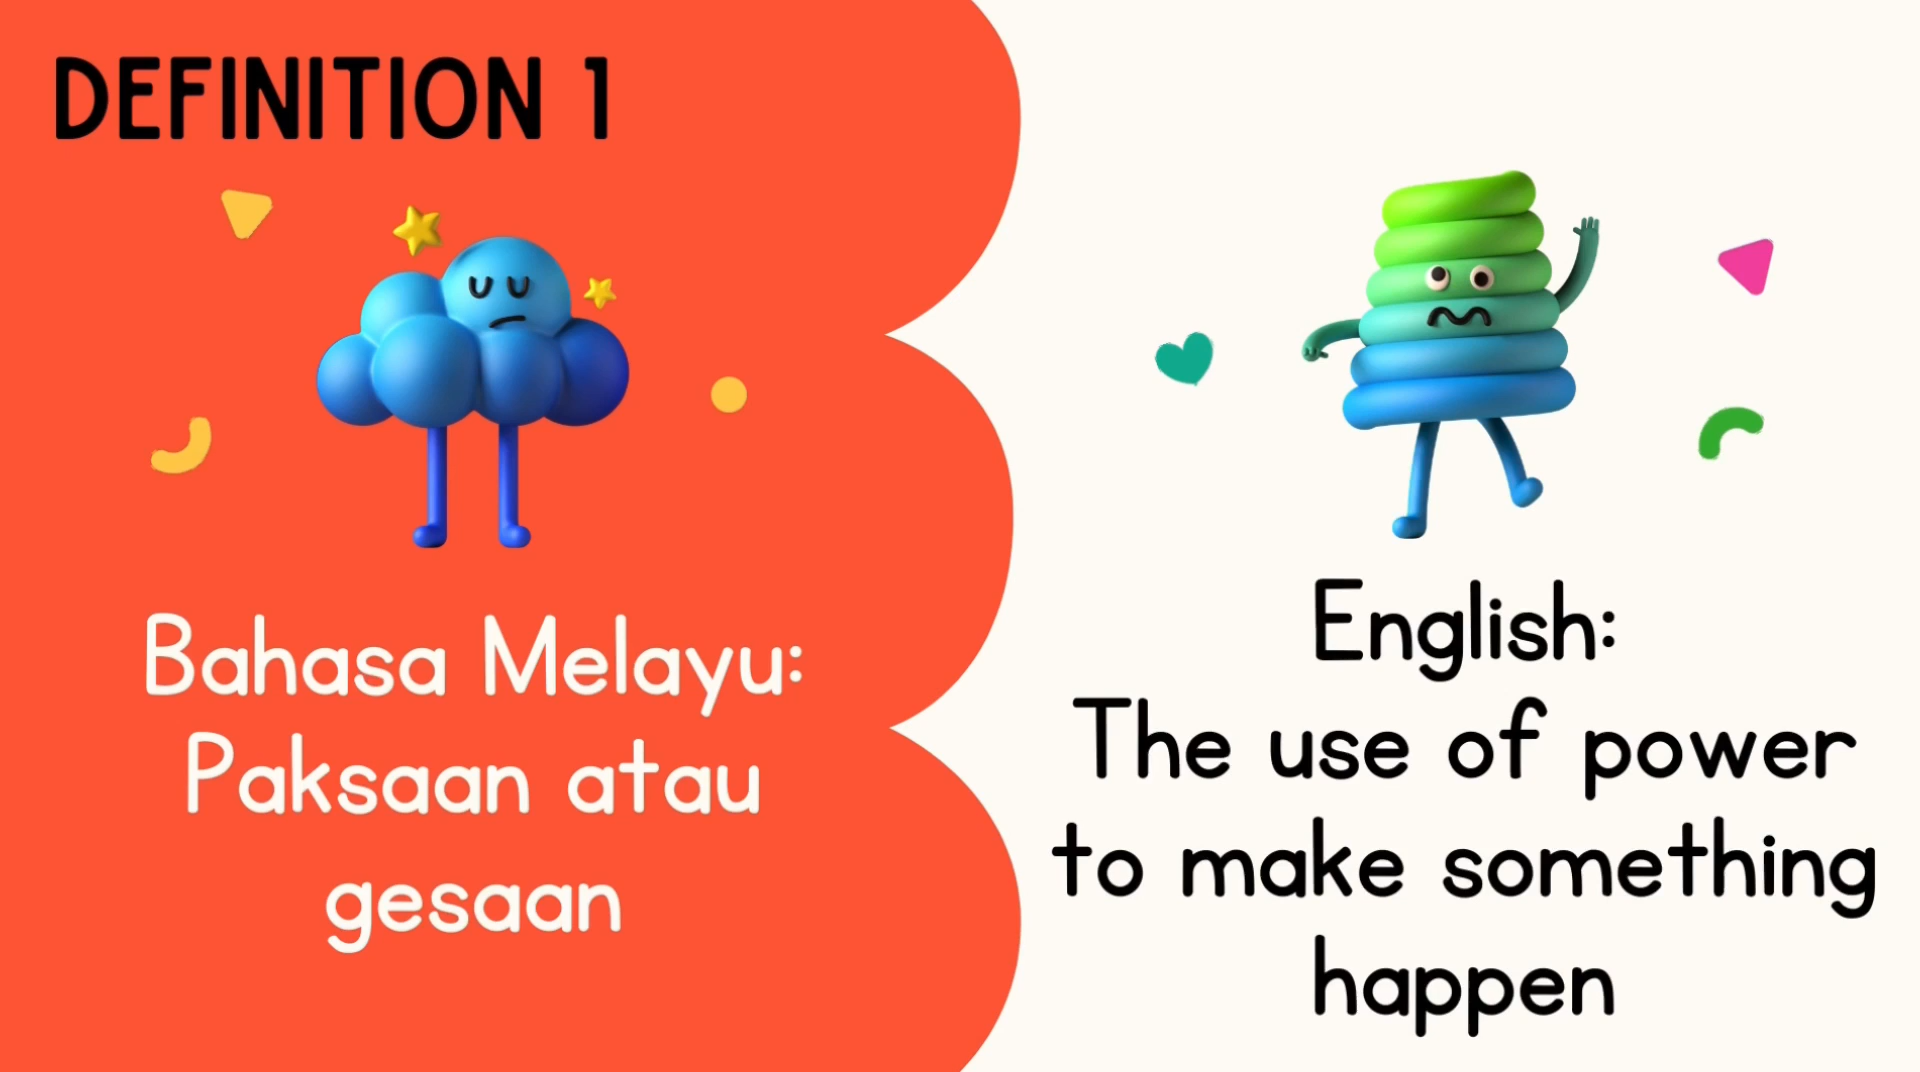 DEFINITION 1
Bahasa Melayu:
Paksaan atau
gesaan
English:
The use of power
to make something
happen